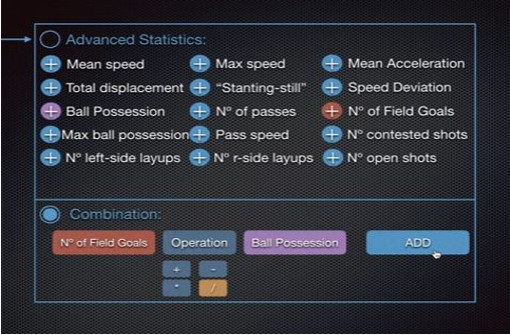 Advanced Statistics:
Mean speed Max speed Mean Acceleration
Total displacement "Stanting-still" Speed Deviation
Ball Possession Nº of passes Nº of Field Goals
Max ball possession Pass speed Nº contested shots
Nº left-side layups Nº r-side layups Nº open shots
Combination:
Nº of Field Goals Operation Ball Possession ADD
+ -
* /